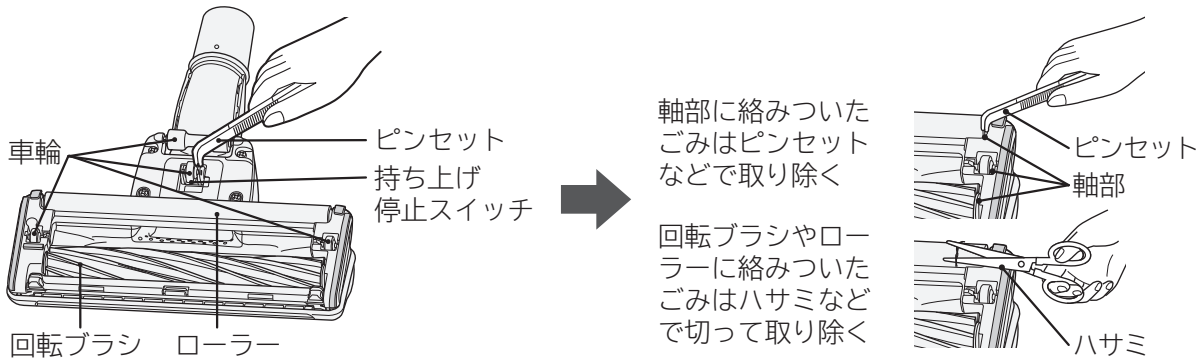 車輪
ピンセット
持ち上げ
停止スイッチ
回転ブラシ
ローラー
軸部に絡みついた
ごみはピンセット
などで取り除く
回転ブラシやロー
ラーに絡みついた
ごみはハサミなど
で切って取り除く
ピンセット
軸部
ハサミ